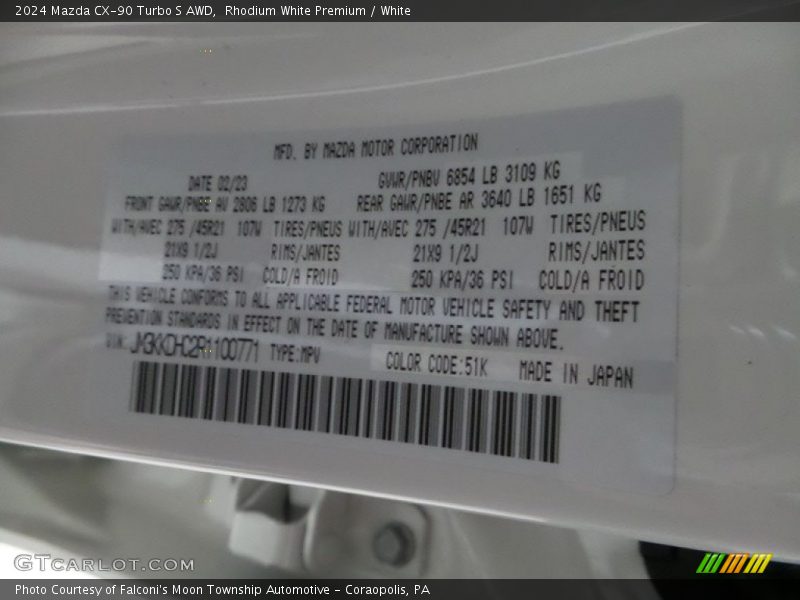 2024 Mazda CX-90 Turbo S AWD, Rhodium White Premium / White
MFD. BY MAZDA MOTOR CORPORATION
DATE 02/23 GVWR/PNBV 6854 LB 3109 KG
FRONT GAWR/PNBE AV 2806 LB 1273 KG REAR GAWR/PNBE AR 3640 LB 1651 KG
WITH/AVEC 275 /45R21 107W TIRES/PNEUS WITH/AVEC 275 /45R21 107W TIRES/PNEUS
21X9 1/2J RIMS/JANTES 21X9 1/2J RIMS/JANTES
250 KPA/36 PSI COLD/A FROID 250 KPA/36 PSI COLD/A FROID
THIS VEHICLE CONFORMS TO ALL APPLICABLE FEDERAL MOTOR VEHICLE SAFETY AND THEFT
PREVENTION STANDARDS IN EFFECT ON THE DATE OF MANUFACTURE SHOWN ABOVE.
VIN: JM3KKCHC2R1100771 TYPE:MPV COLOR CODE:51K MADE IN JAPAN
GTCARLOT.COM
Photo Courtesy of Falconi's Moon Township Automotive - Coraopolis, PA